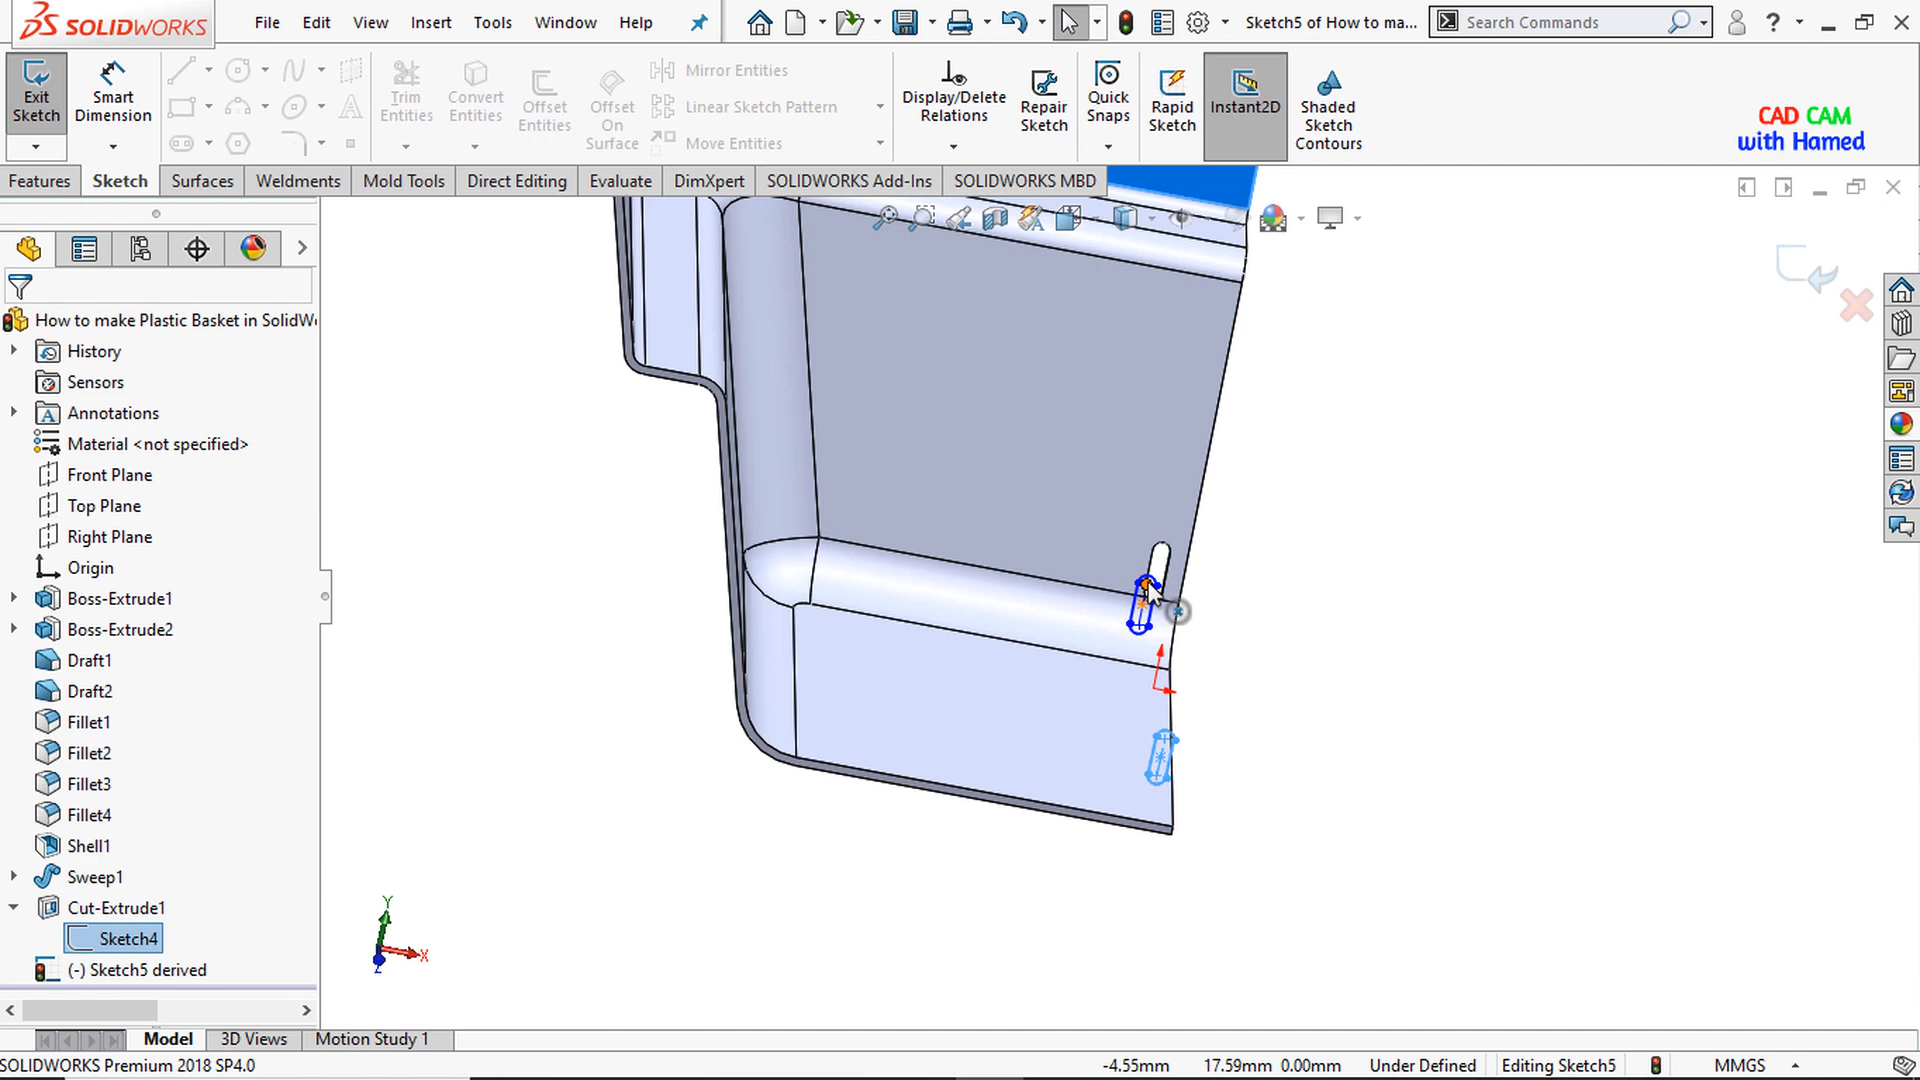 SOLIDWORKS
File Edit View Insert Tools Window Help
Sketch5 of How to ma...
Search Commands
Exit Sketch
Smart Dimension
Trim Entities
Convert Entities
Offset Entities
Offset On Surface
Mirror Entities
Linear Sketch Pattern
Move Entities
Display/Delete Relations
Repair Sketch
Quick Snaps
Rapid Sketch
Instant2D
Shaded Sketch Contours
CAD CAM
with Hamed
Features Sketch Surfaces Weldments Mold Tools Direct Editing Evaluate DimXpert SOLIDWORKS Add-Ins SOLIDWORKS MBD
How to make Plastic Basket in SolidW
History
Sensors
Annotations
Material <not specified>
Front Plane
Top Plane
Right Plane
Origin
Boss-Extrude1
Boss-Extrude2
Draft1
Draft2
Fillet1
Fillet2
Fillet3
Fillet4
Shell1
Sweep1
Cut-Extrude1
Sketch4
(-) Sketch5 derived
Y
X
Z
Model 3D Views Motion Study 1
SOLIDWORKS Premium 2018 SP4.0
-4.55mm 17.59mm 0.00mm Under Defined Editing Sketch5 MMGS